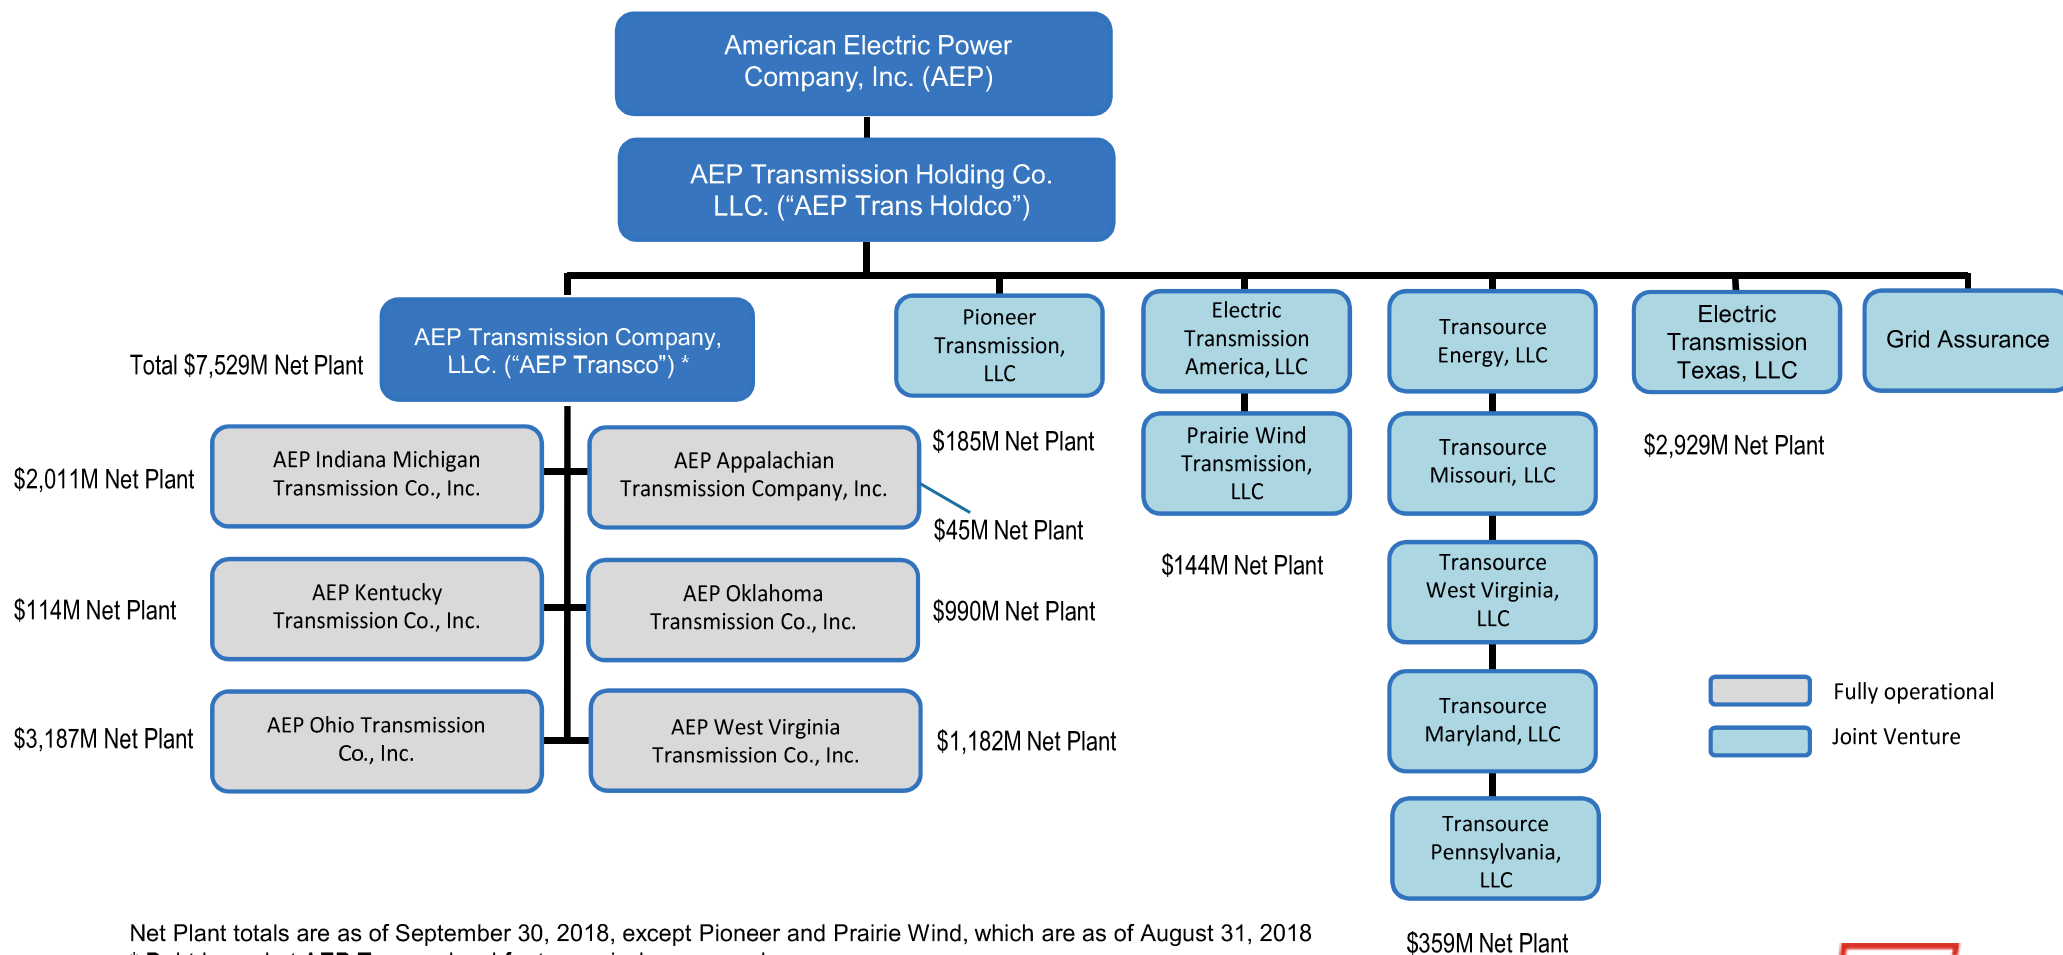 American Electric Power
Company, Inc. (AEP)
AEP Transmission Holding Co.
LLC. (“AEP Trans Holdco”)
Total $7,529M Net Plant
AEP Transmission Company,
LLC. (“AEP Transco”) *
Pioneer
Transmission,
LLC
Electric
Transmission
America, LLC
Transource
Energy, LLC
Electric
Transmission
Texas, LLC
Grid Assurance
$2,011M Net Plant
AEP Indiana Michigan
Transmission Co., Inc.
AEP Appalachian
Transmission Company, Inc.
$185M Net Plant
$45M Net Plant
Prairie Wind
Transmission,
LLC
$144M Net Plant
Transource
Missouri, LLC
$2,929M Net Plant
$114M Net Plant
AEP Kentucky
Transmission Co., Inc.
AEP Oklahoma
Transmission Co., Inc.
$990M Net Plant
Transource
West Virginia,
LLC
$3,187M Net Plant
AEP Ohio Transmission
Co., Inc.
AEP West Virginia
Transmission Co., Inc.
$1,182M Net Plant
Transource
Maryland, LLC
Fully operational
Joint Venture
Transource
Pennsylvania,
LLC
$359M Net Plant
Net Plant totals are as of September 30, 2018, except Pioneer and Prairie Wind, which are as of August 31, 2018